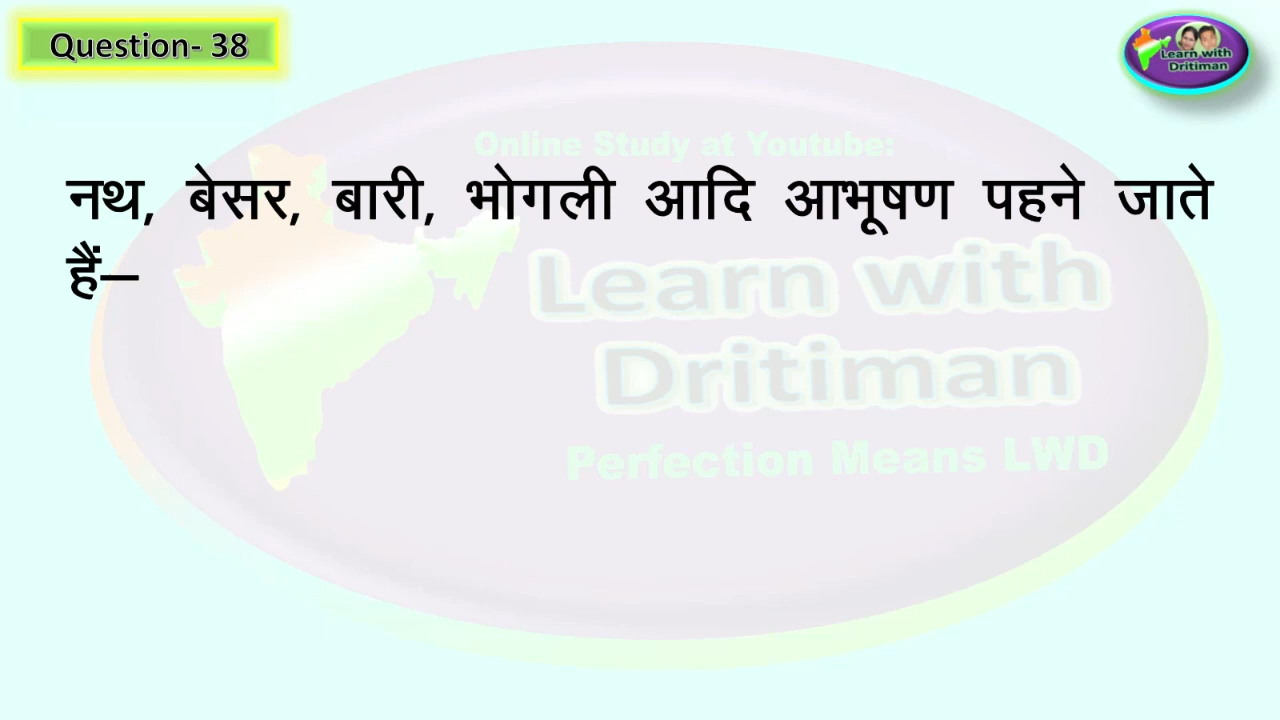 Question- 38
Learn with
Dritiman
Online Study at Youtube:
नथ, बेसर, बारी, भोगली आदि आभूषण पहने जाते
हैं–
Learn with
Dritiman
Perfection Means LWD